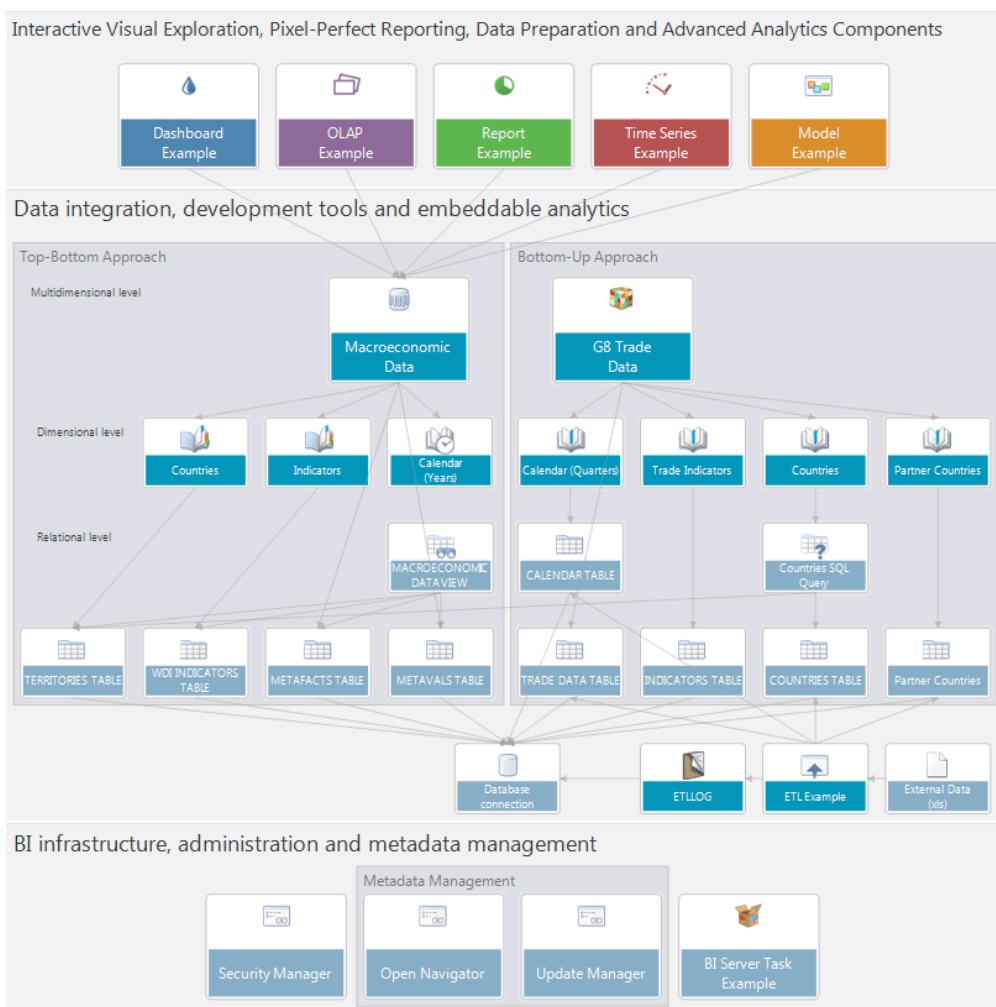 Interactive Visual Exploration, Pixel-Perfect Reporting, Data Preparation and Advanced Analytics Components
Dashboard
Example
OLAP
Example
Report
Example
Time Series
Example
Model
Example
Data integration, development tools and embeddable analytics
Top-Bottom Approach
Bottom-Up Approach
Multidimensional level
Macroeconomic
Data
G8 Trade
Data
Dimensional level
Countries
Indicators
Calendar
(Years)
Calendar (Quarters)
Trade Indicators
Countries
Partner Countries
Relational level
MACROECONOMIC
DATA VIEW
CALENDAR TABLE
Countries SQL
Query
TERRITORIES TABLE
WDI INDICATORS
TABLE
METAFACTS TABLE
METAVALS TABLE
TRADE DATA TABLE
INDICATORS TABLE
COUNTRIES TABLE
Partner Countries
Database
connection
ETLLOG
ETL Example
External Data
(xls)
BI infrastructure, administration and metadata management
Metadata Management
Security Manager
Open Navigator
Update Manager
BI Server Task
Example